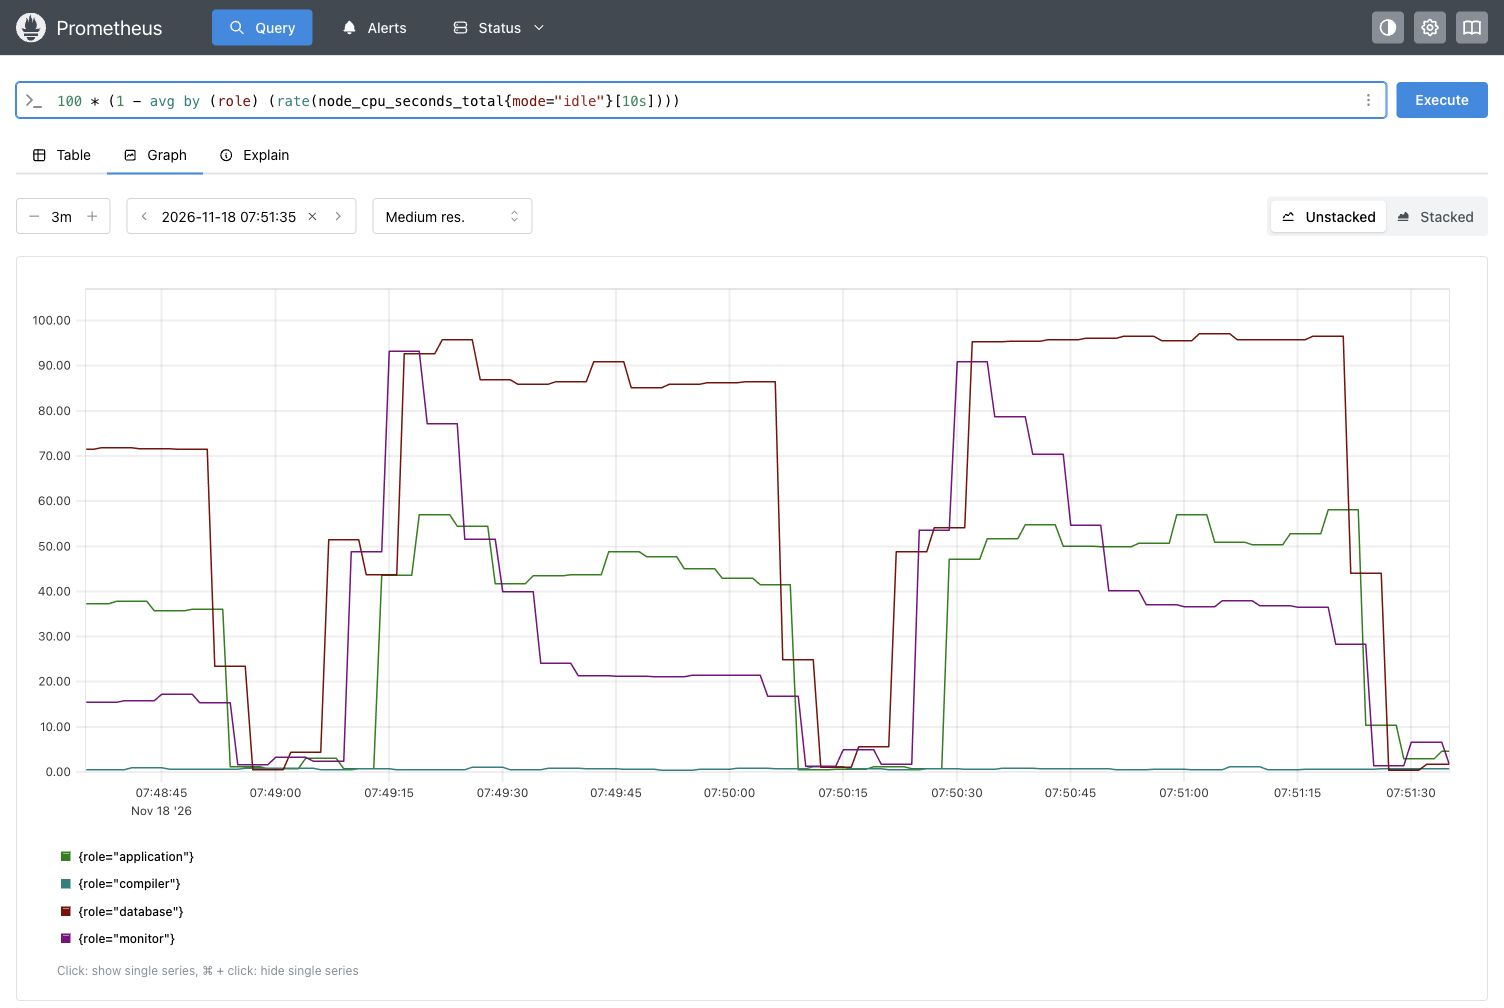 Prometheus Query Alerts Status
>_ 100 * (1 - avg by (role) (rate(node_cpu_seconds_total{mode="idle"}[10s]))) Execute
Table Graph Explain
3m 2026-11-18 07:51:35 Medium res. Unstacked Stacked
100.00
90.00
80.00
70.00
60.00
50.00
40.00
30.00
20.00
10.00
0.00
07:48:45 07:49:00 07:49:15 07:49:30 07:49:45 07:50:00 07:50:15 07:50:30 07:50:45 07:51:00 07:51:15 07:51:30
Nov 18 '26
{role="application"}
{role="compiler"}
{role="database"}
{role="monitor"}
Click: show single series, ⌘ + click: hide single series